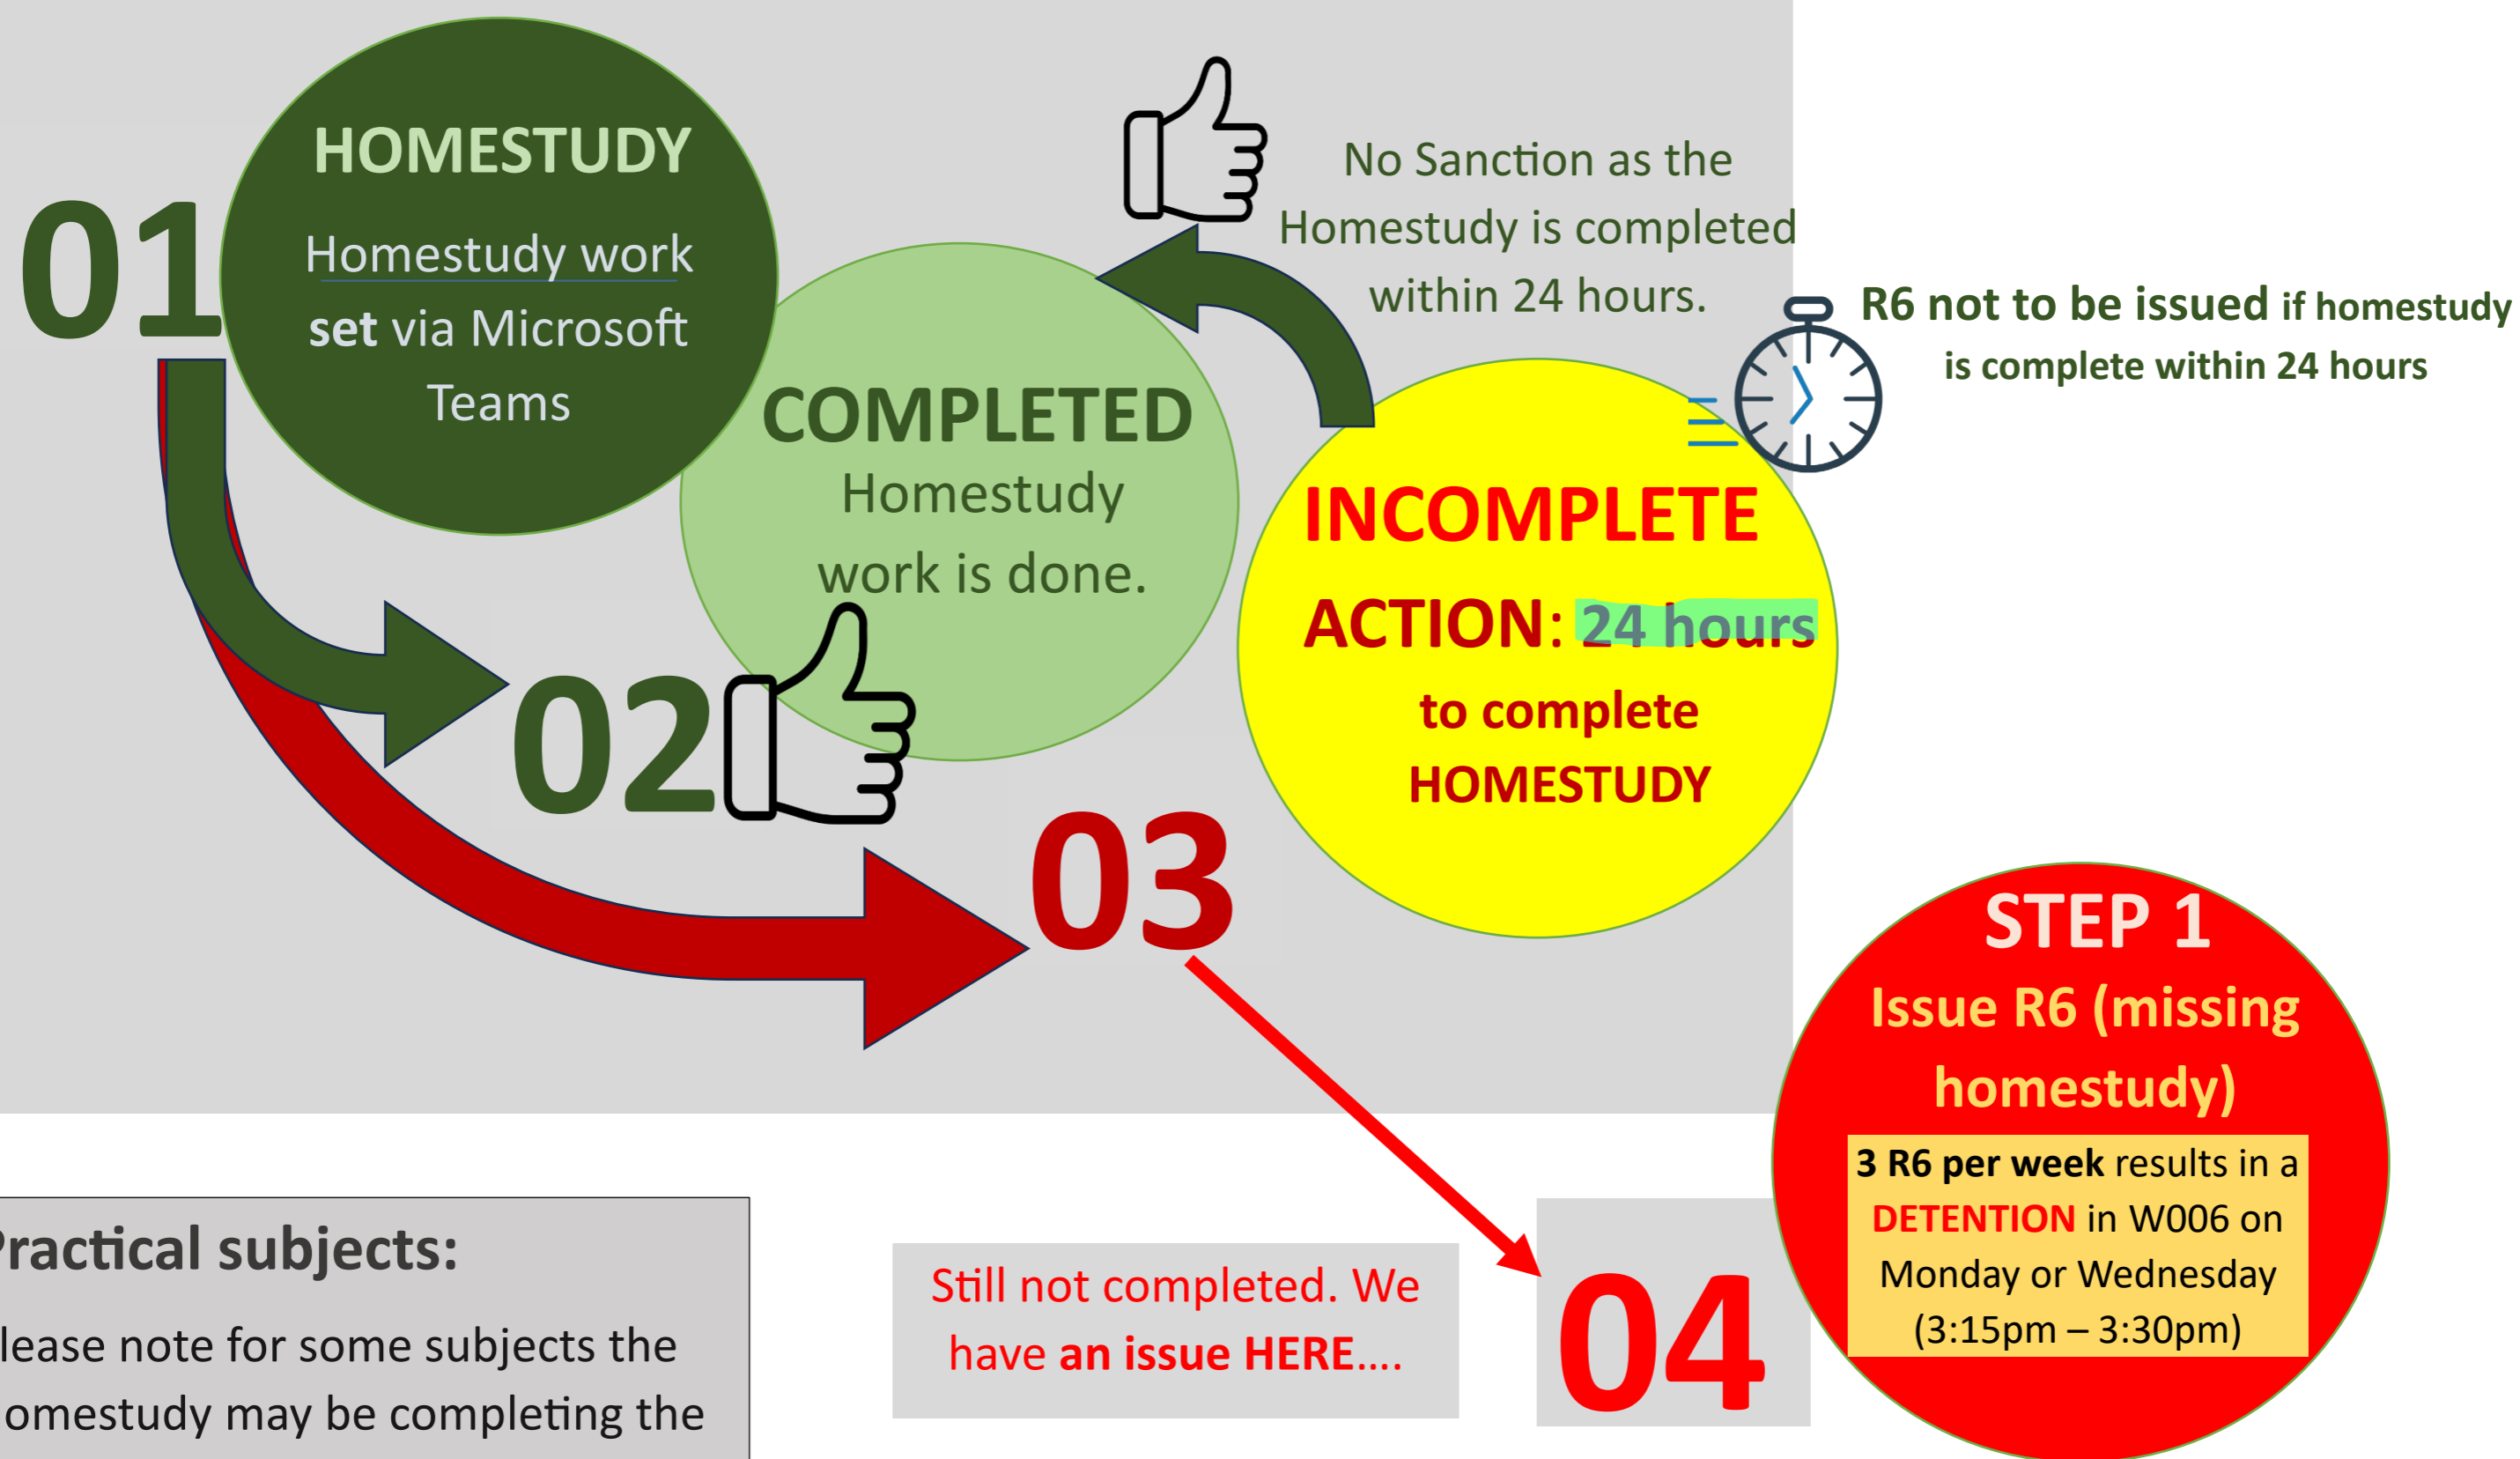 01
HOMESTUDY
Homestudy work
set via Microsoft
Teams
02
COMPLETED
Homestudy
work is done.
No Sanction as the
Homestudy is completed
within 24 hours.
R6 not to be issued if homestudy
is complete within 24 hours
03
INCOMPLETE
ACTION: 24 hours
to complete
HOMESTUDY
Still not completed. We
have an issue HERE....
04
STEP 1
Issue R6 (missing
homestudy)
3 R6 per week results in a
DETENTION in W006 on
Monday or Wednesday
(3:15pm – 3:30pm)
Practical subjects:
lease note for some subjects the
omestudy may be completing the